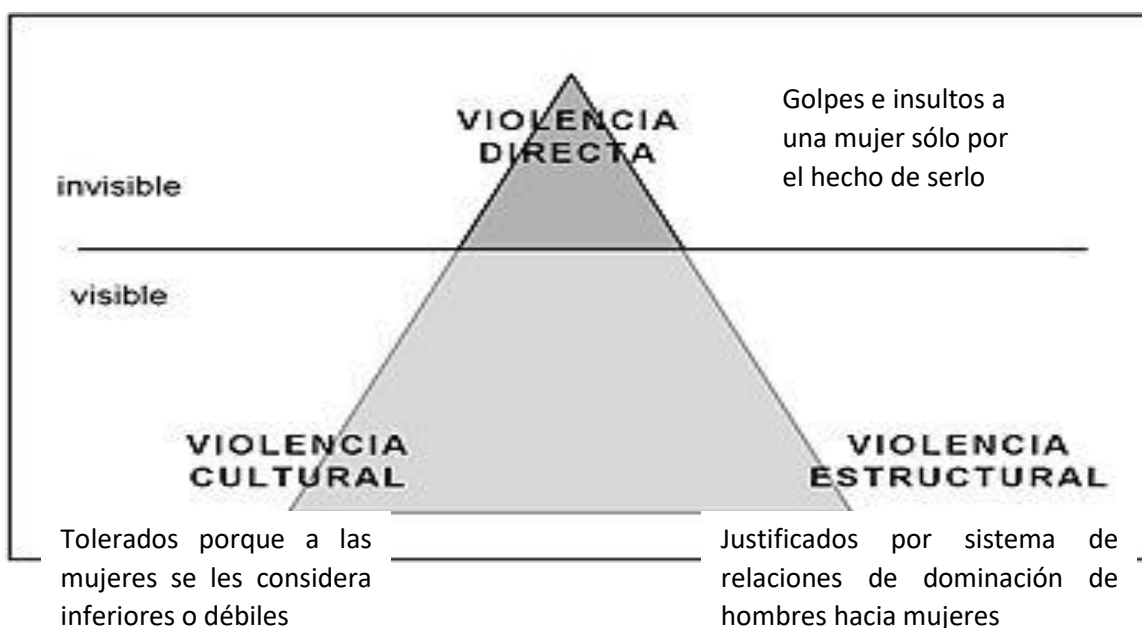 VIOLENCIA
DIRECTA
Golpes e insultos a
una mujer sólo por
el hecho de serlo
invisible
visible
VIOLENCIA
CULTURAL
VIOLENCIA
ESTRUCTURAL
Tolerados porque a las
mujeres se les considera
inferiores o débiles
Justificados por sistema de
relaciones de dominación de
hombres hacia mujeres